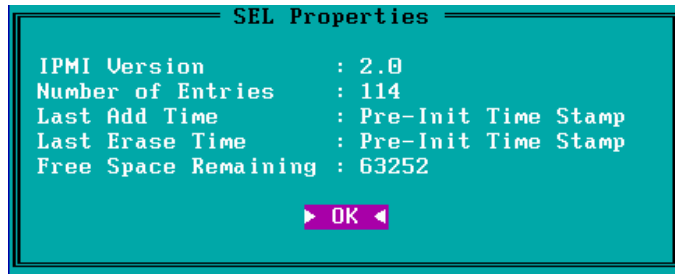 SEL Properties
IPMI Version : 2.0
Number of Entries : 114
Last Add Time : Pre-Init Time Stamp
Last Erase Time : Pre-Init Time Stamp
Free Space Remaining : 63252
OK